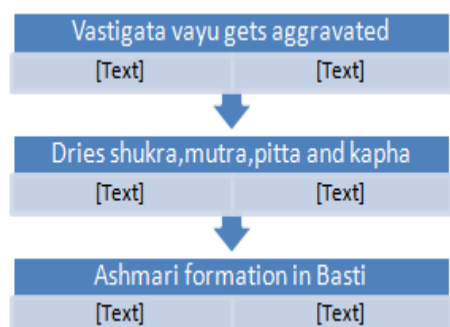 Vastigata vayu gets aggravated
[Text] [Text]
Dries shukra,mutra,pitta and kapha
[Text] [Text]
Ashmari formation in Basti
[Text] [Text]